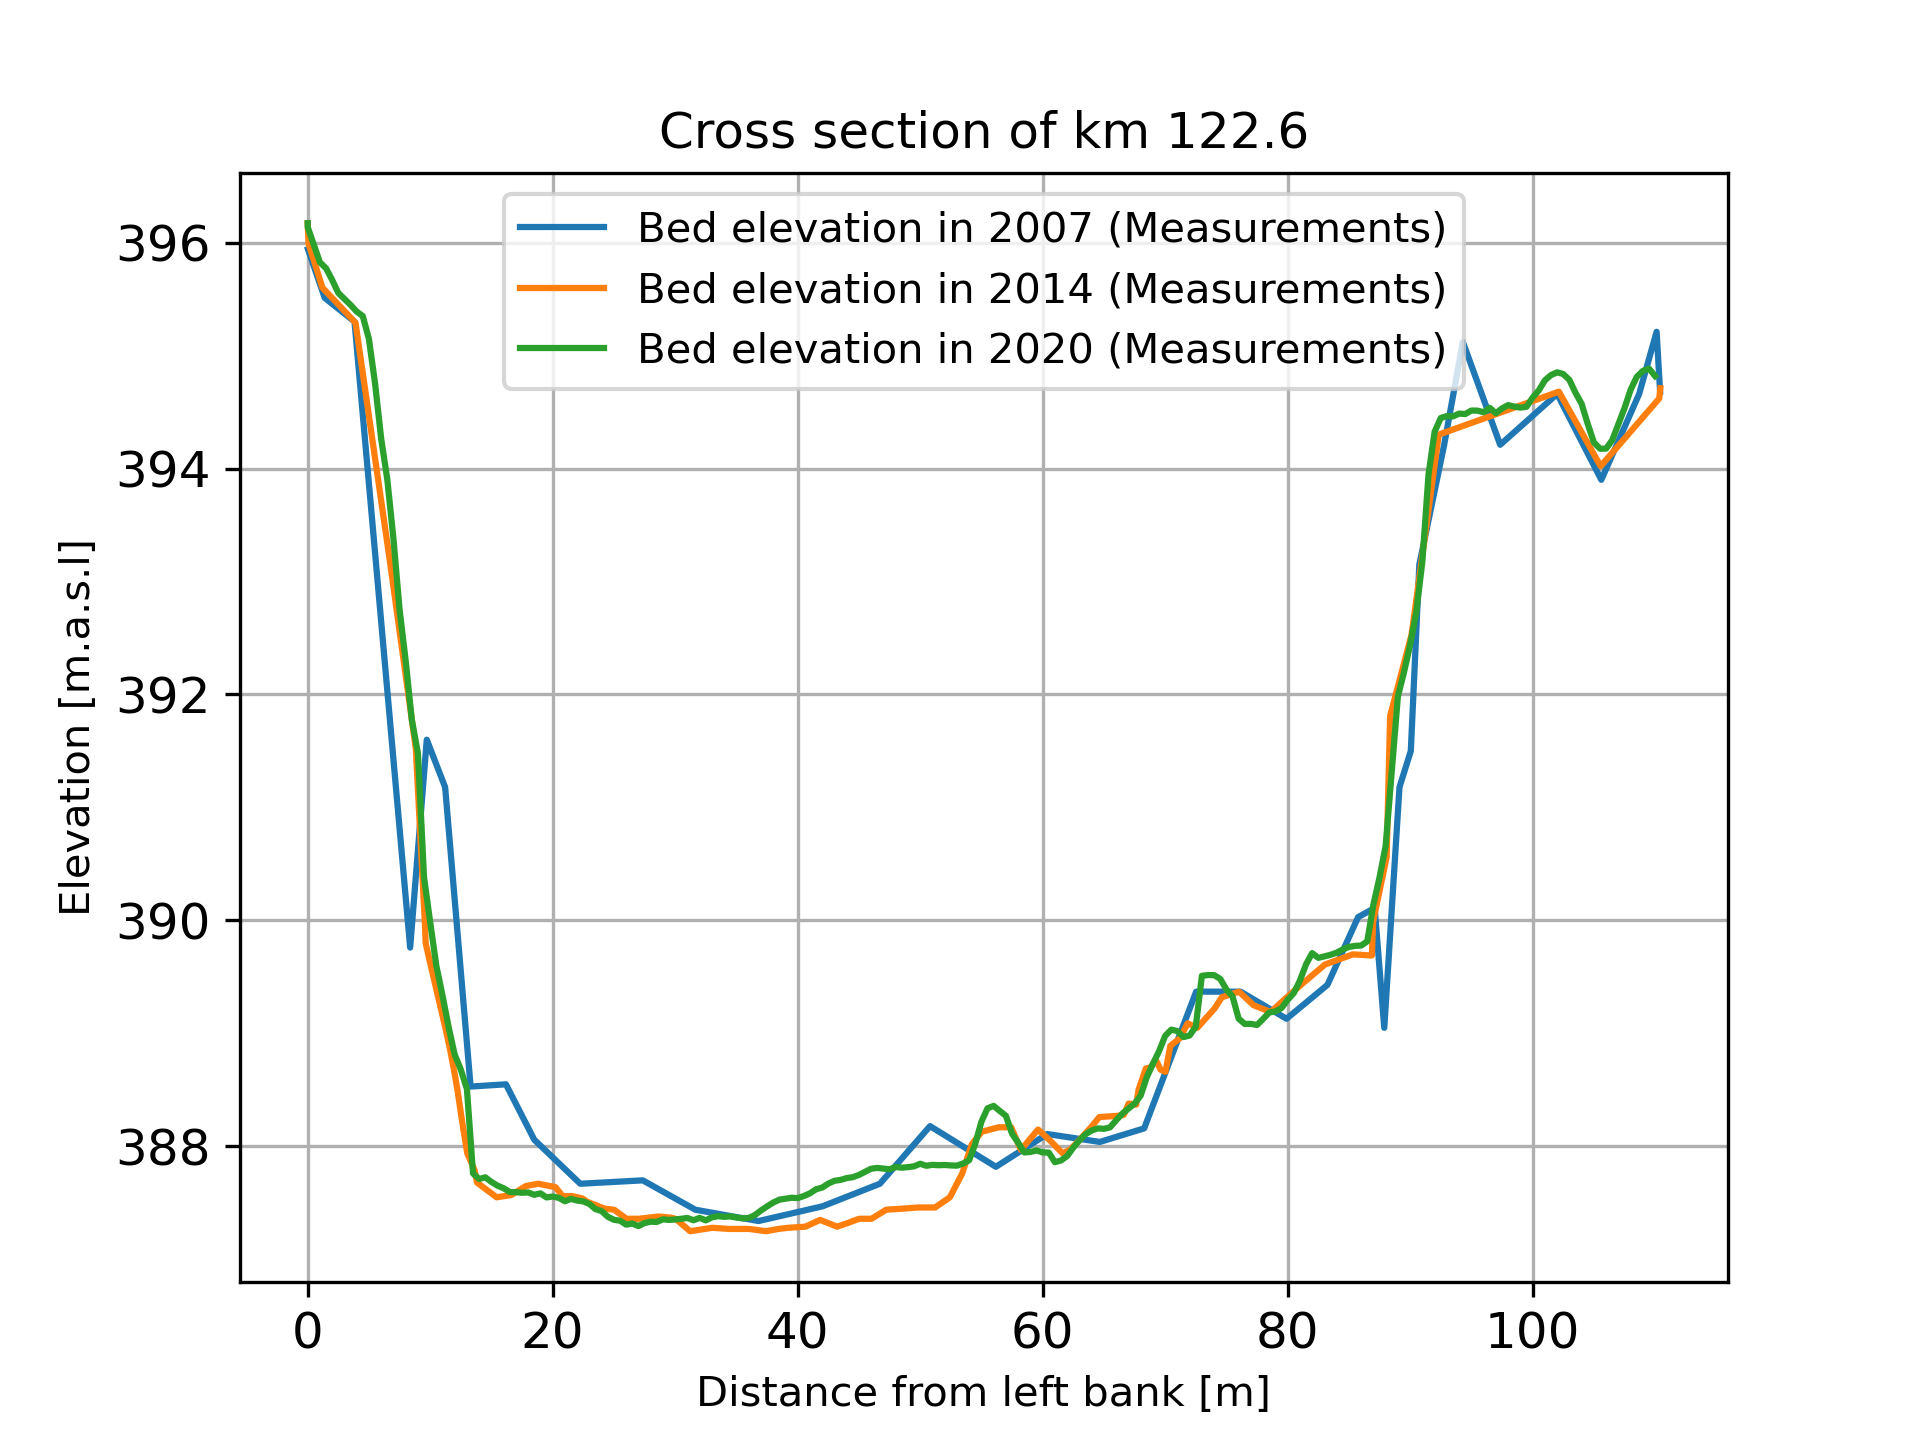 Cross section of km 122.6
Bed elevation in 2007 (Measurements)
Bed elevation in 2014 (Measurements)
Bed elevation in 2020 (Measurements)
Elevation [m.a.s.l]
396
394
392
390
388
0 20 40 60 80 100
Distance from left bank [m]